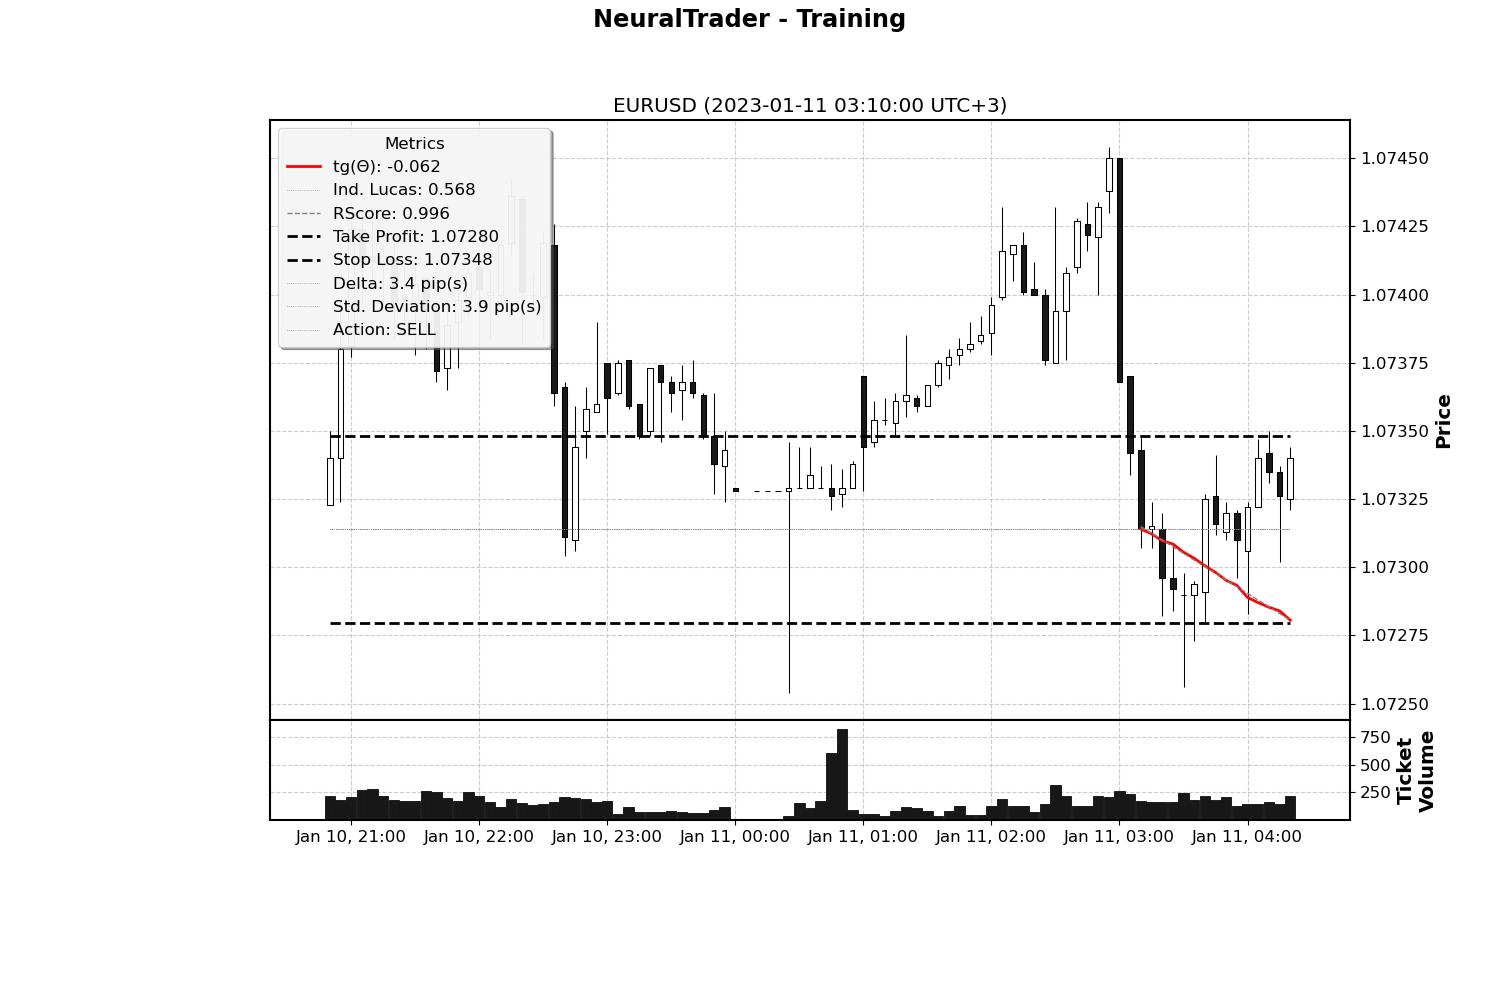 NeuralTrader - Training
EURUSD (2023-01-11 03:10:00 UTC+3)
Metrics
tg(Θ): -0.062
Ind. Lucas: 0.568
RScore: 0.996
Take Profit: 1.07280
Stop Loss: 1.07348
Delta: 3.4 pip(s)
Std. Deviation: 3.9 pip(s)
Action: SELL
1.07450
1.07425
1.07400
1.07375
1.07350
1.07325
1.07300
1.07275
1.07250
Price
750
500
250
Ticket
Volume
Jan 10, 21:00
Jan 10, 22:00
Jan 10, 23:00
Jan 11, 00:00
Jan 11, 01:00
Jan 11, 02:00
Jan 11, 03:00
Jan 11, 04:00